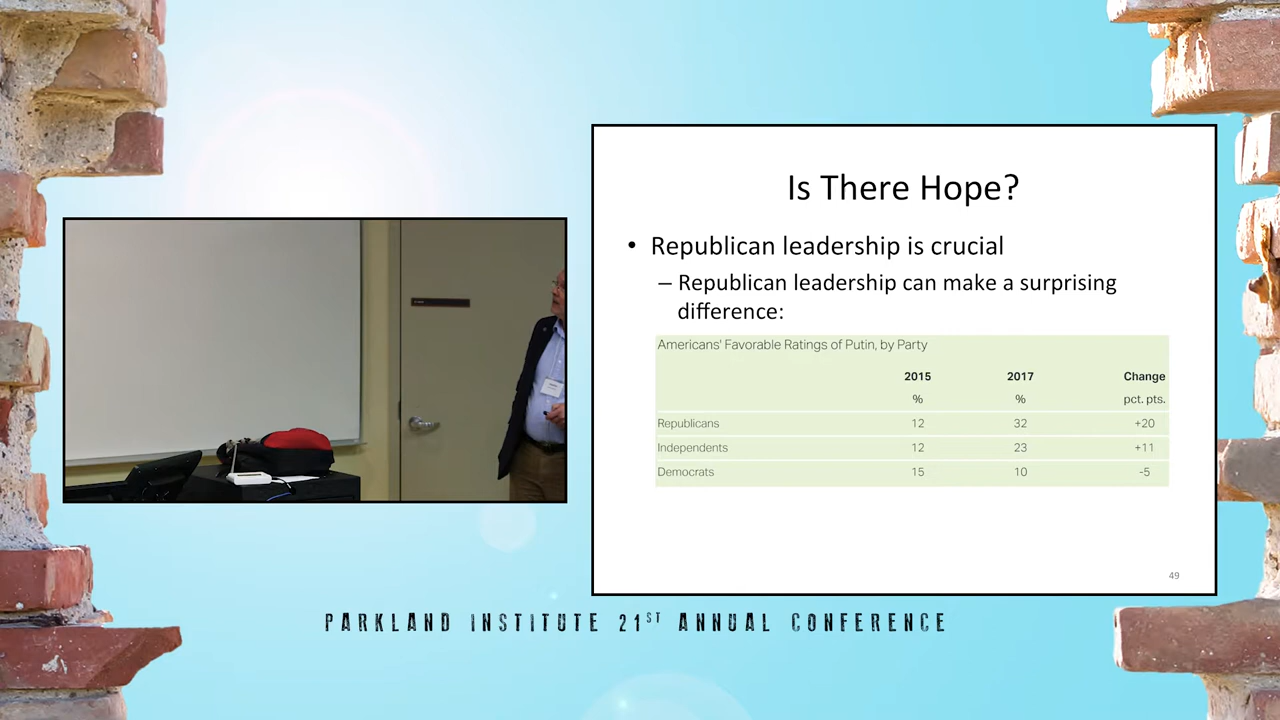 Is There Hope?
• Republican leadership is crucial
– Republican leadership can make a surprising
difference:
Americans' Favorable Ratings of Putin, by Party
2015 2017 Change
% % pct. pts.
Republicans 12 32 +20
Independents 12 23 +11
Democrats 15 10 -5
49
PARKLAND INSTITUTE 21ST ANNUAL CONFERENCE